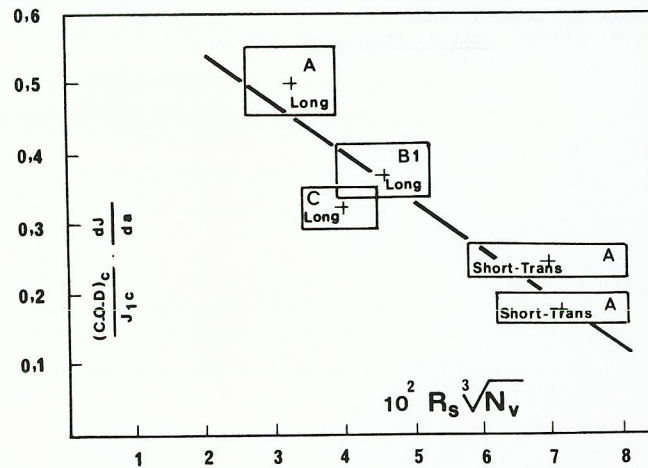 0,6
0,5
0,4
0,3
0,2
0,1
(C.O.D)c / J1c . dJ / da
A
Long
B1
Long
C
Long
A
Short-Trans
A
Short-Trans
10² Rs ³√Nv
1 2 3 4 5 6 7 8